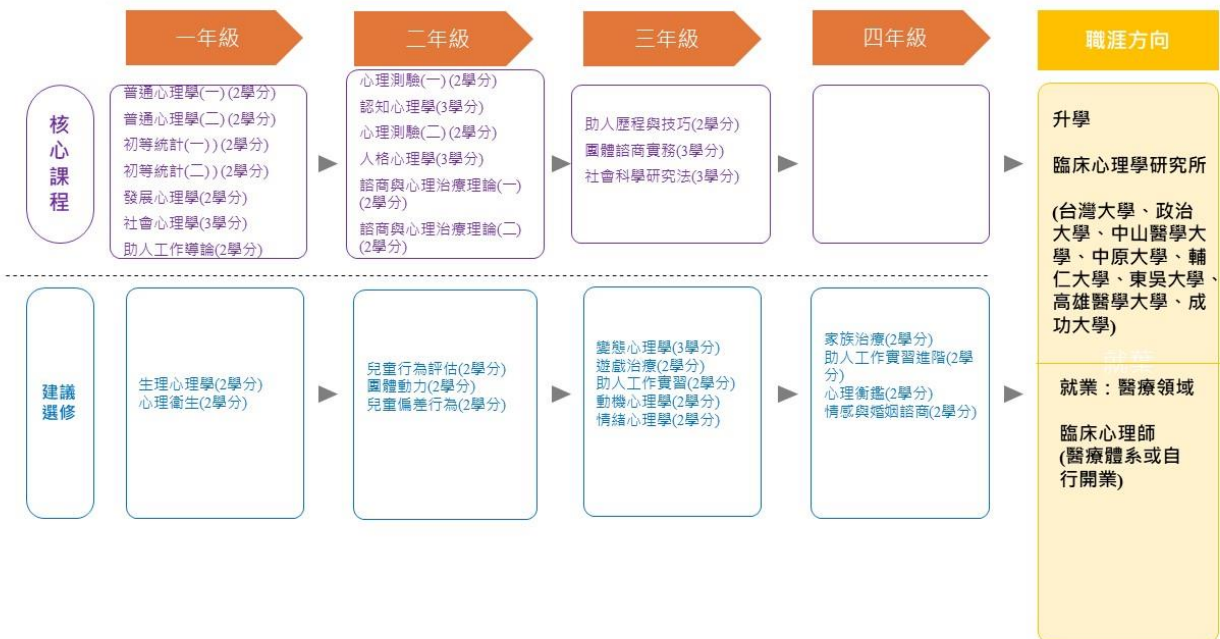 一年級
二年級
三年級
四年級
職涯方向
核
心
課
程
普通心理學(一) (2學分)
普通心理學(二) (2學分)
初等統計(一)) (2學分)
初等統計(二)) (2學分)
發展心理學(2學分)
社會心理學(3學分)
助人工作導論(2學分)
心理測驗(一) (2學分)
認知心理學(3學分)
心理測驗(二) (2學分)
人格心理學(3學分)
諮商與心理治療理論(一)
(2學分)
諮商與心理治療理論(二)
(2學分)
助人歷程與技巧(2學分)
團體諮商實務(3學分)
社會科學研究法(3學分)
升學
臨床心理學研究所
(台灣大學、政治
大學、中山醫學大
學、中原大學、輔
仁大學、東吳大學、
高雄醫學大學、成
功大學)
建議
選修
生理心理學(2學分)
心理衛生(2學分)
兒童行為評估(2學分)
團體動力(2學分)
兒童偏差行為(2學分)
變態心理學(3學分)
遊戲治療(2學分)
助人工作實習(2學分)
動機心理學(2學分)
情緒心理學(2學分)
家族治療(2學分)
助人工作實習進階(2學
分)
心理衡鑑(2學分)
情感與婚姻諮商(2學分)
就業
就業：醫療領域
臨床心理師
(醫療體系或自
行開業)